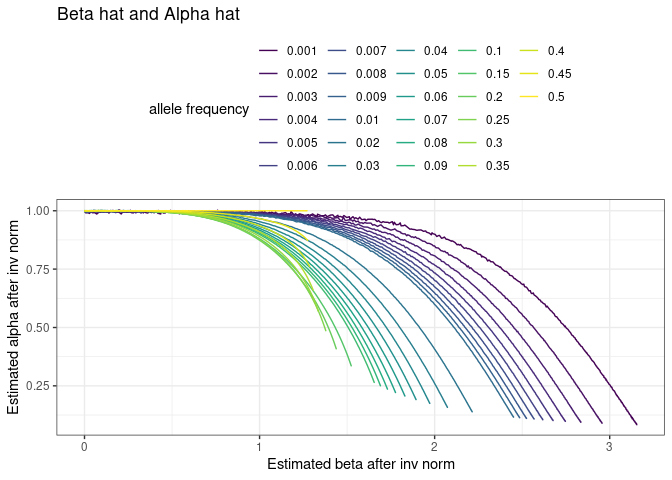 Beta hat and Alpha hat
allele frequency
0.001 0.007 0.04 0.1 0.4
0.002 0.008 0.05 0.15 0.45
0.003 0.009 0.06 0.2 0.5
0.004 0.01 0.07 0.25
0.005 0.02 0.08 0.3
0.006 0.03 0.09 0.35
Estimated alpha after inv norm
1.00
0.75
0.50
0.25
0 1 2 3
Estimated beta after inv norm